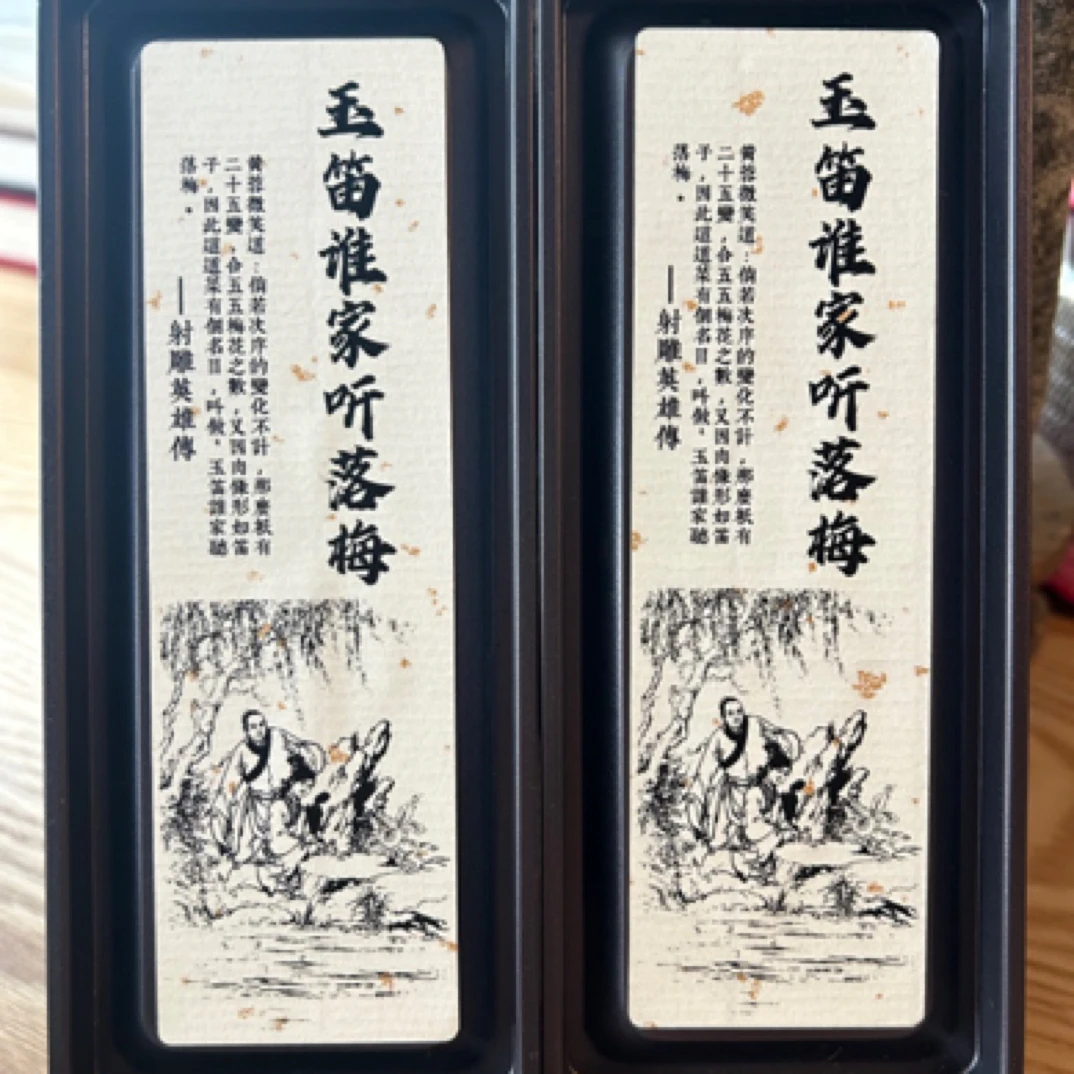 玉笛谁家听落梅
黄蓉微笑道:倘若次序的變化不計,那麼衹有
二十五變,合五五梅花之數,又因肉條形如笛
子,因此這道菜有個名目,叫做,玉笛誰家聽
落梅。
——射雕英雄傳
玉笛谁家听落梅
黄蓉微笑道:倘若次序的變化不計,那麼衹有
二十五變,合五五梅花之數,又因肉條形如笛
子,因此這道菜有個名目,叫做,玉笛誰家聽
落梅。
——射雕英雄傳